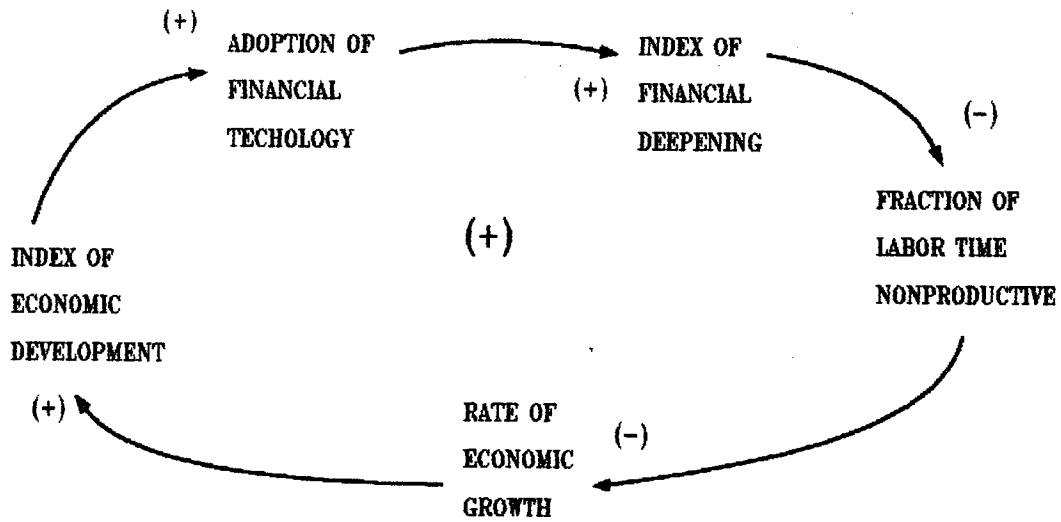 (+)
ADOPTION OF
FINANCIAL
TECHOLOGY
INDEX OF
(+) FINANCIAL
DEEPENING
(-)
FRACTION OF
LABOR TIME
NONPRODUCTIVE
(+)
INDEX OF
ECONOMIC
DEVELOPMENT
(+)
RATE OF
ECONOMIC
GROWTH
(-)